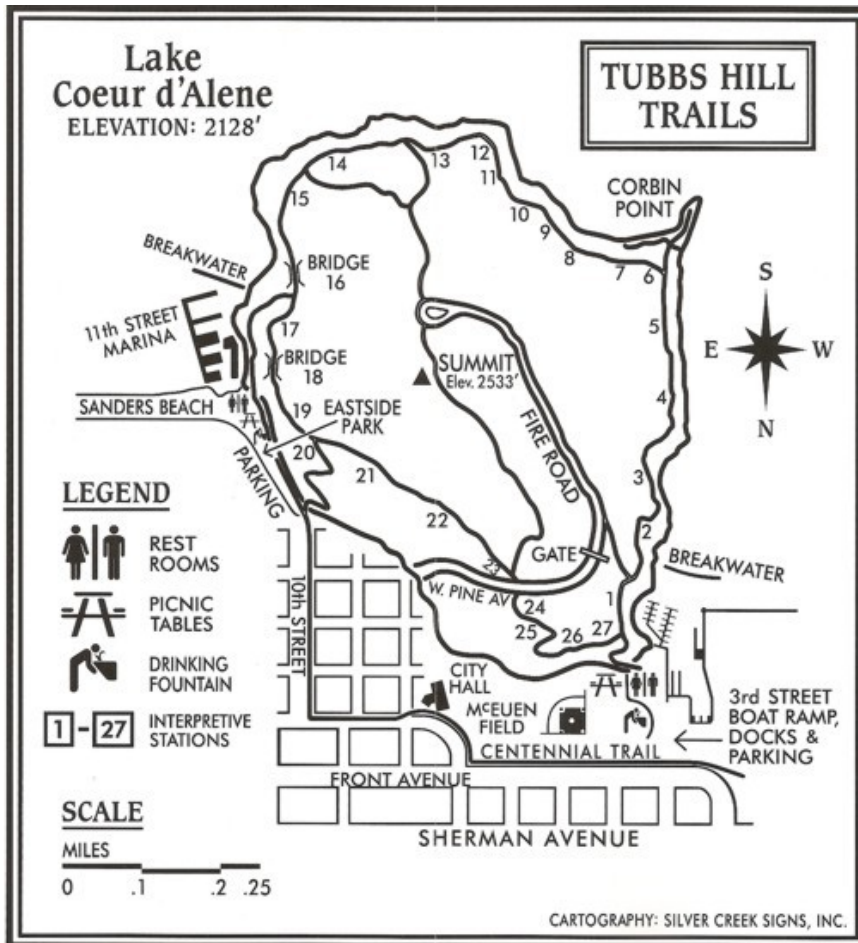 Lake
Coeur d'Alene
ELEVATION: 2128'
TUBBS HILL
TRAILS
14
13
12
11
15
10
9
8
7
6
CORBIN
POINT
BREAKWATER
BRIDGE
16
5
S
E
W
N
11th STREET
MARINA
17
BRIDGE
18
SUMMIT
Elev. 2533'
FIRE ROAD
4
SANDERS BEACH
19
EASTSIDE
PARK
PARKING
20
21
3
LEGEND
22
2
REST
ROOMS
GATE
23
BREAKWATER
W. PINE AV
10th STREET
24
1
PICNIC
TABLES
25
26
27
DRINKING
FOUNTAIN
CITY
HALL
McEUEN
FIELD
3rd STREET
BOAT RAMP,
DOCKS &
PARKING
1 - 27
INTERPRETIVE
STATIONS
CENTENNIAL TRAIL
FRONT AVENUE
SCALE
SHERMAN AVENUE
MILES
0 .1 .2 .25
CARTOGRAPHY: SILVER CREEK SIGNS, INC.